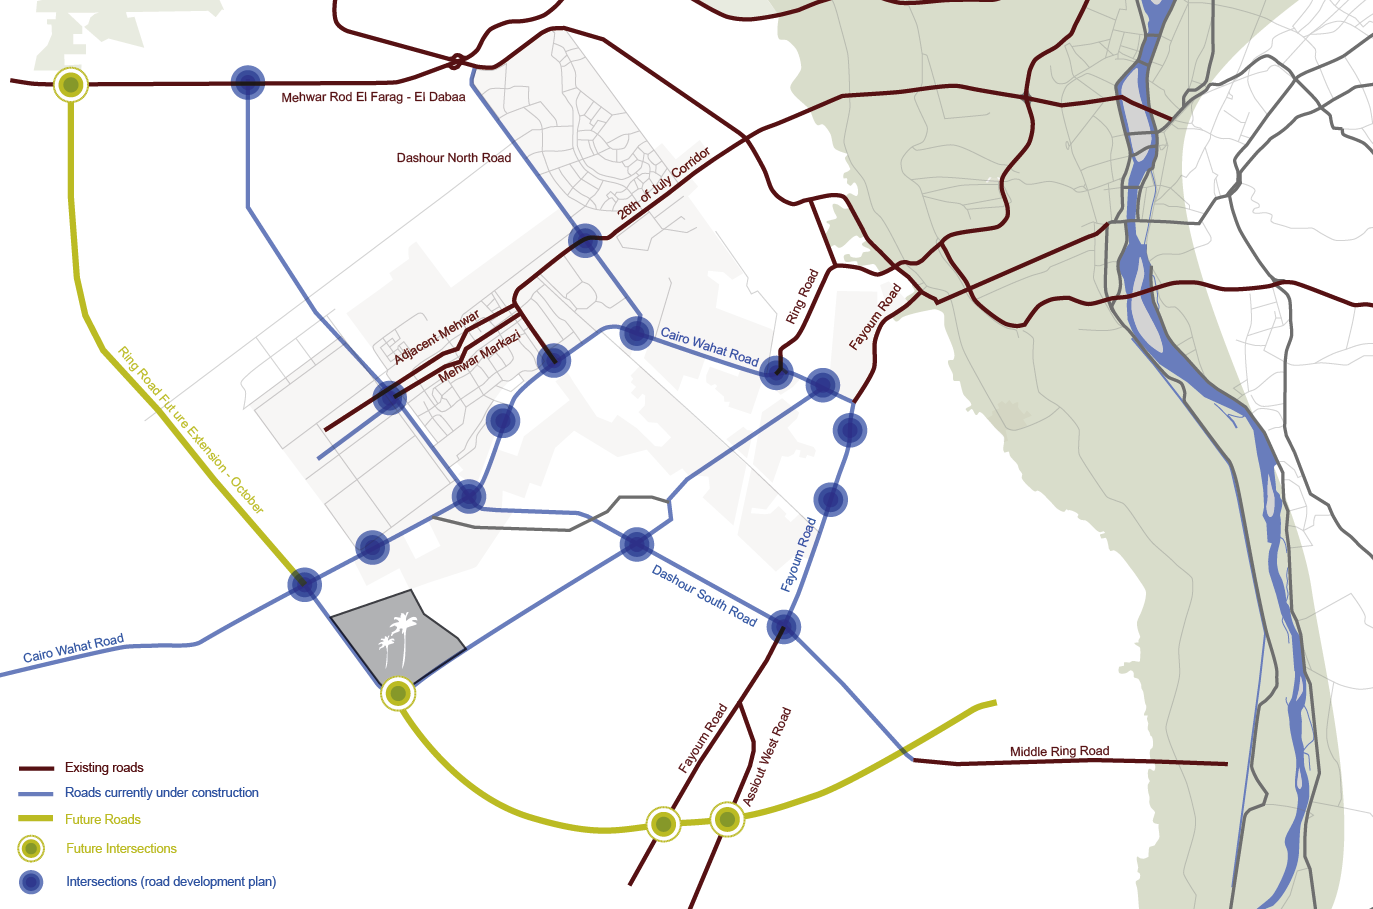 Mehwar Rod El Farag - El Dabaa
Dashour North Road
26th of July Corridor
Ring Road
Fayoum Road
Adjacent Mehwar
Mehwar Markazi
Cairo Wahat Road
Ring Road Fut ure Extension - October
Fayoum Road
Dashour South Road
Cairo Wahat Road
Fayoum Road
Assiout West Road
Middle Ring Road
Existing roads
Roads currently under construction
Future Roads
Future Intersections
Intersections (road development plan)